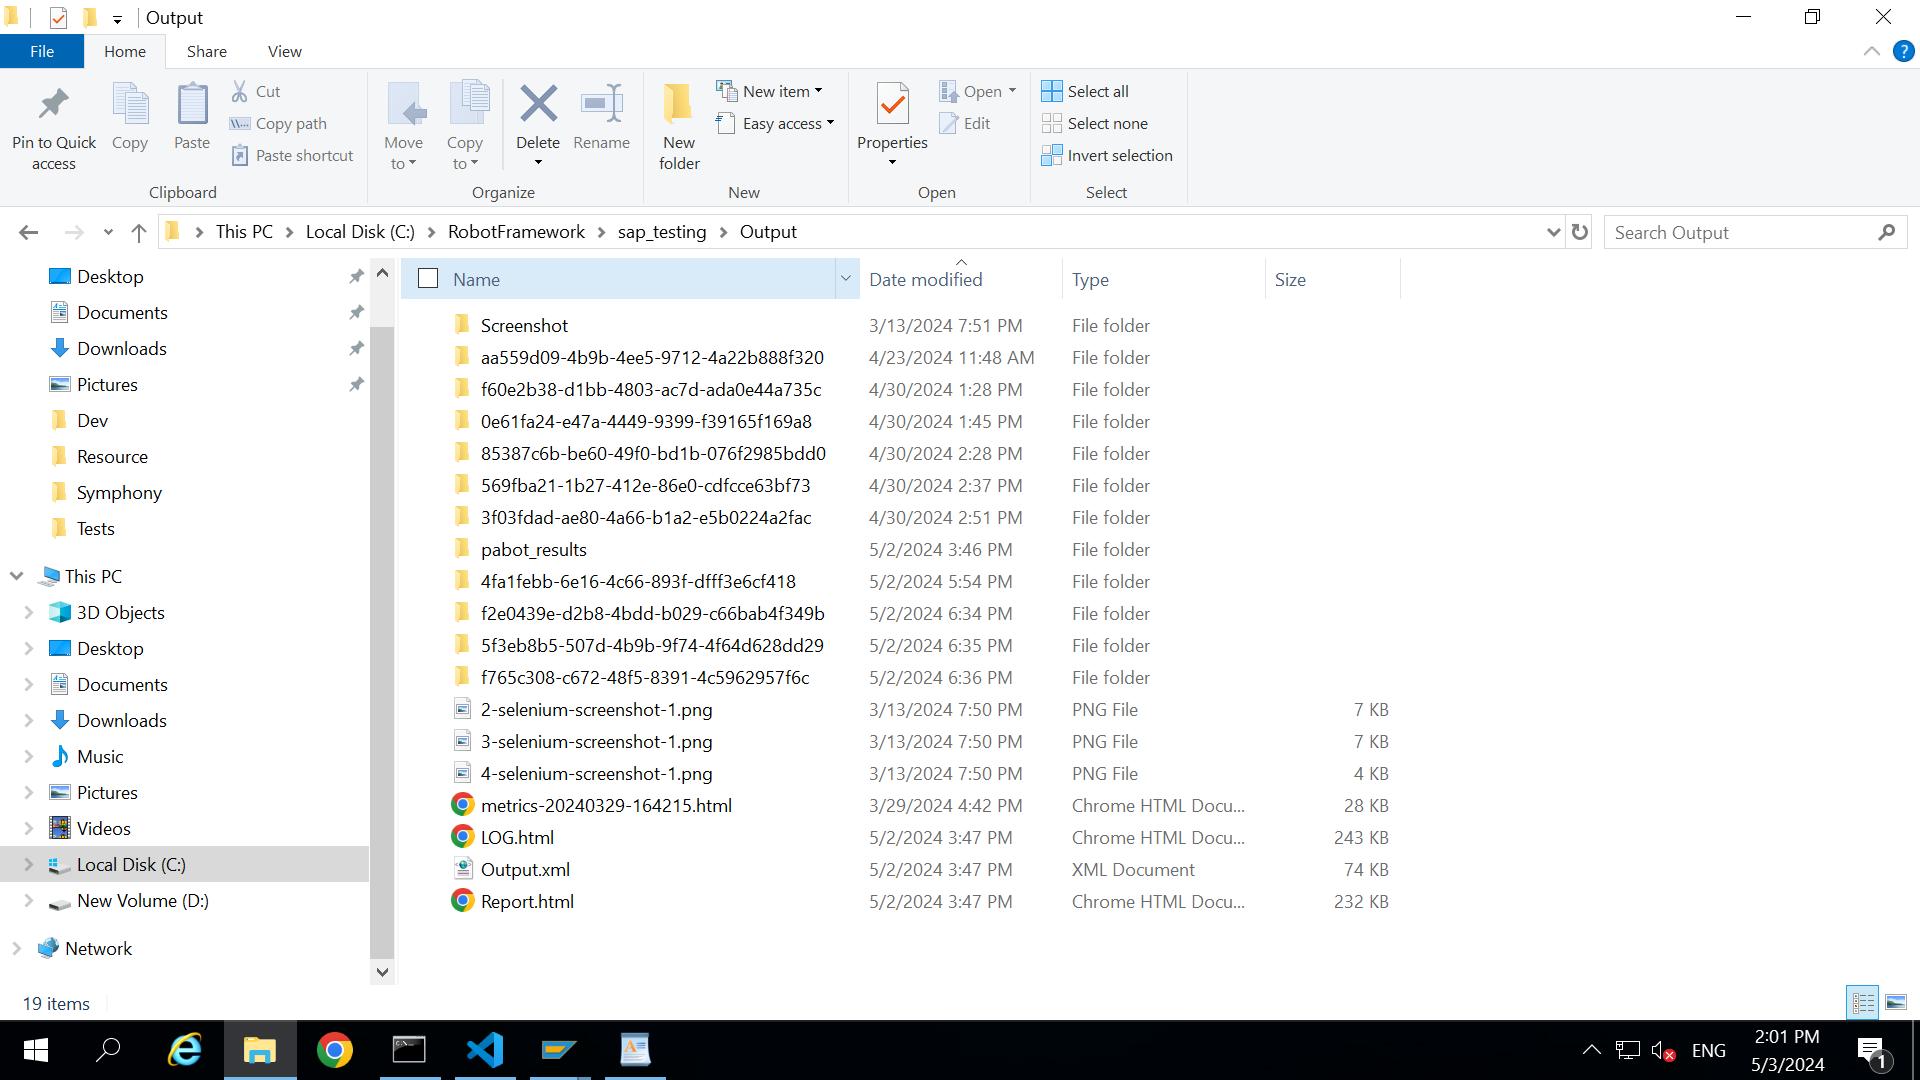 Output
File
Home
Share
View
Pin to Quick access
Copy
Paste
Cut
Copy path
Paste shortcut
Clipboard
Move to
Copy to
Delete
Rename
Organize
New folder
New item
Easy access
New
Properties
Open
Edit
Open
Select all
Select none
Invert selection
Select
This PC > Local Disk (C:) > RobotFramework > sap_testing > Output
Search Output
Desktop
Documents
Downloads
Pictures
Dev
Resource
Symphony
Tests
This PC
3D Objects
Desktop
Documents
Downloads
Music
Pictures
Videos
Local Disk (C:)
New Volume (D:)
Network
Name Date modified Type Size
Screenshot 3/13/2024 7:51 PM File folder
aa559d09-4b9b-4ee5-9712-4a22b888f320 4/23/2024 11:48 AM File folder
f60e2b38-d1bb-4803-ac7d-ada0e44a735c 4/30/2024 1:28 PM File folder
0e61fa24-e47a-4449-9399-f39165f169a8 4/30/2024 1:45 PM File folder
85387c6b-be60-49f0-bd1b-076f2985bdd0 4/30/2024 2:28 PM File folder
569fba21-1b27-412e-86e0-cdfcce63bf73 4/30/2024 2:37 PM File folder
3f03fdad-ae80-4a66-b1a2-e5b0224a2fac 4/30/2024 2:51 PM File folder
pabot_results 5/2/2024 3:46 PM File folder
4fa1febb-6e16-4c66-893f-dfff3e6cf418 5/2/2024 5:54 PM File folder
f2e0439e-d2b8-4bdd-b029-c66bab4f349b 5/2/2024 6:34 PM File folder
5f3eb8b5-507d-4b9b-9f74-4f64d628dd29 5/2/2024 6:35 PM File folder
f765c308-c672-48f5-8391-4c5962957f6c 5/2/2024 6:36 PM File folder
2-selenium-screenshot-1.png 3/13/2024 7:50 PM PNG File 7 KB
3-selenium-screenshot-1.png 3/13/2024 7:50 PM PNG File 7 KB
4-selenium-screenshot-1.png 3/13/2024 7:50 PM PNG File 4 KB
metrics-20240329-164215.html 3/29/2024 4:42 PM Chrome HTML Docu... 28 KB
LOG.html 5/2/2024 3:47 PM Chrome HTML Docu... 243 KB
Output.xml 5/2/2024 3:47 PM XML Document 74 KB
Report.html 5/2/2024 3:47 PM Chrome HTML Docu... 232 KB
19 items
ENG
2:01 PM
5/3/2024
1